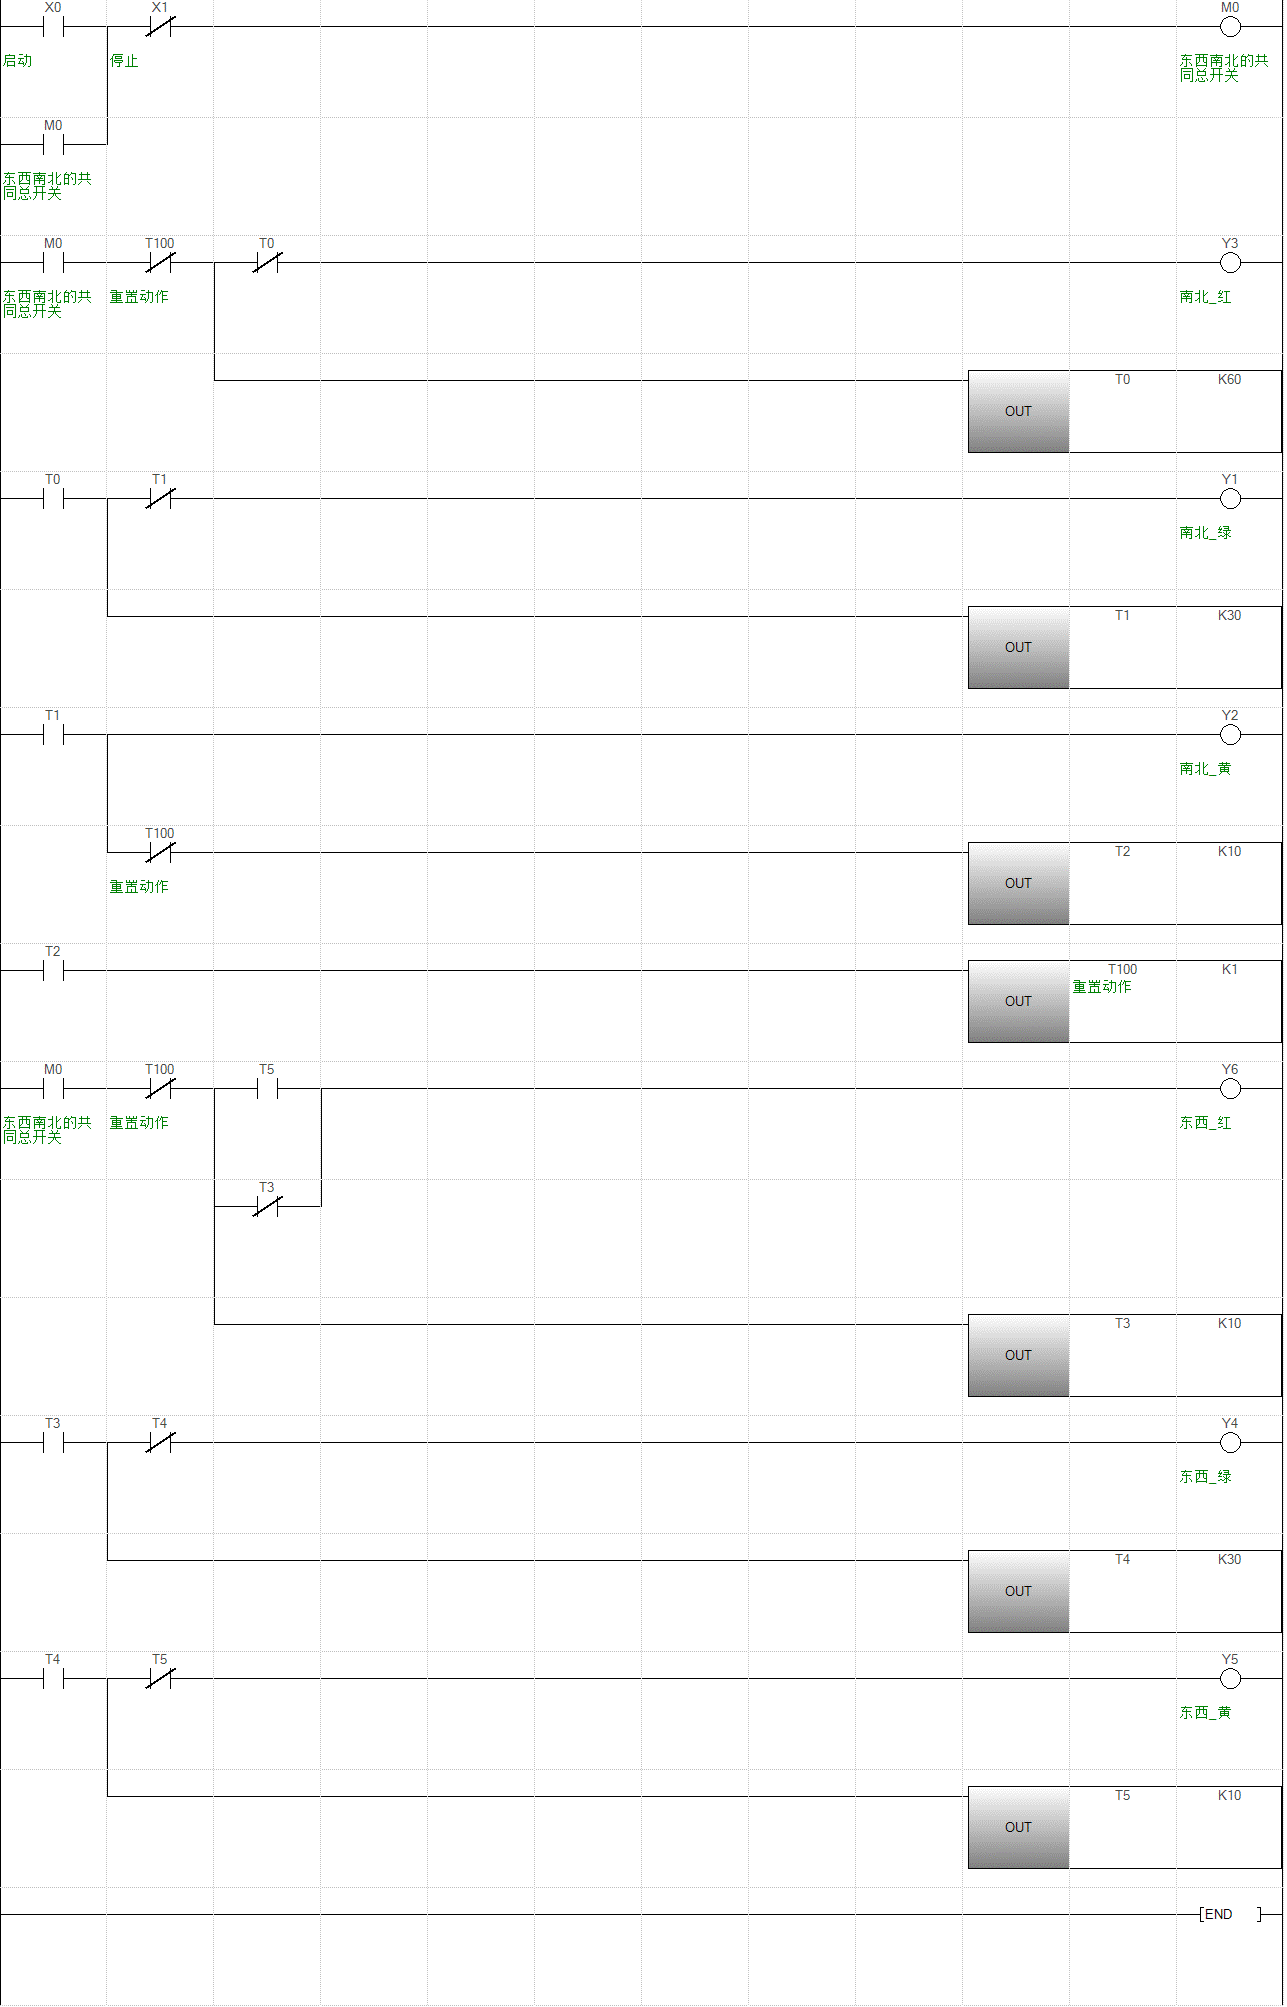 X0 X1 M0
启动 停止 东西南北的共
同总开关
M0
东西南北的共
同总开关
M0 T100 T0 Y3
东西南北的共 重置动作 南北_红
同总开关
T0 K60
OUT
T0 T1 Y1
南北_绿
T1 K30
OUT
T1 Y2
南北_黄
T100 T2 K10
重置动作 OUT
T2 T100 K1
重置动作
OUT
M0 T100 T5 Y6
东西南北的共 重置动作 东西_红
同总开关
T3
T3 K10
OUT
T3 T4 Y4
东西_绿
T4 K30
OUT
T4 T5 Y5
东西_黄
T5 K10
OUT
[END ]